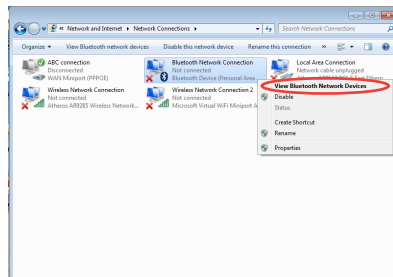 Network and Internet ▸ Network Connections ▸
Search Network Connections
Organize
View Bluetooth network devices
Disable this network device
Rename this connection
»
ABC connection
Disconnected
WAN Miniport (PPPOE)
Bluetooth Network Connection
Not connected
Bluetooth Device (Personal Area
Local Area Connection
Network cable unplugged
Wireless Network Connection
Not connected
Atheros AR9285 Wireless Network...
Wireless Network Connection 2
Not connected
Microsoft Virtual WiFi Miniport A
View Bluetooth Network Devices
Disable
Status
Create Shortcut
Rename
Properties